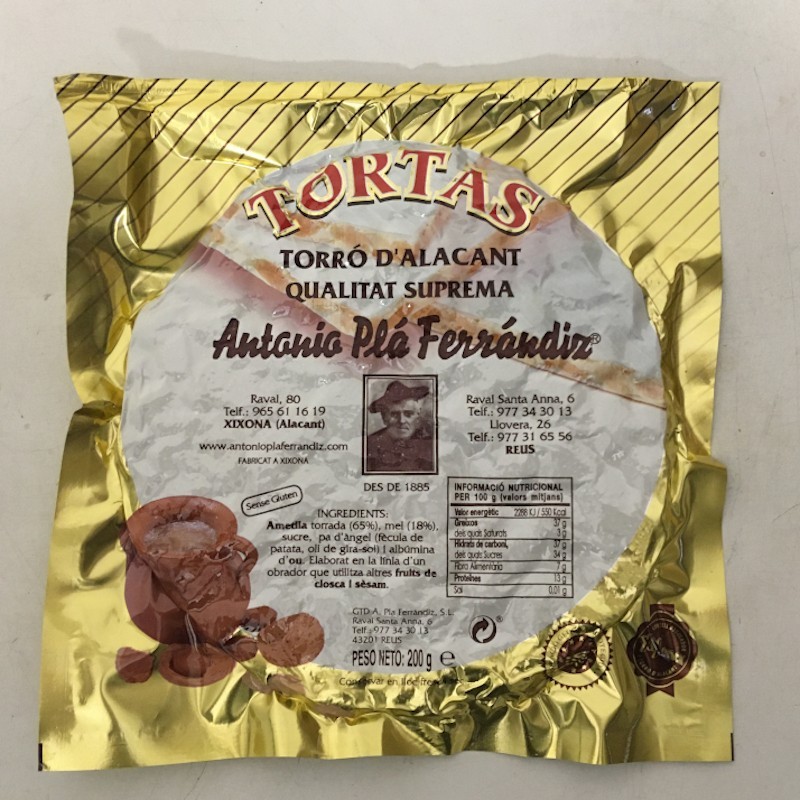 TORTAS
TORRÓ D'ALACANT
QUALITAT SUPREMA
Antonio Plá Ferrándiz®
Raval, 80
Telf.: 965 61 16 19
XIXONA (Alacant)
www.antonioplaferrandiz.com
FABRICAT A XIXONA
Raval Santa Anna, 6
Telf.: 977 34 30 13
Llovera, 26
Telf.: 977 31 65 56
REUS
DES DE 1885
Sense Gluten
INGREDIENTS:
Ametlla torrada (65%), mel (18%),
sucre, pa d'àngel (fècula de
patata, oli de gira-sol) i albúmina
d'ou. Elaborat en la línia d'un
obrador que utilitza altres fruits de
closca i sèsam.
INFORMACIÓ NUTRICIONAL
PER 100 g (valors mitjans)
Valor energètic 2288 KJ / 550 Kcal
Greixos 37 g
dels quals Saturats 3 g
Hidrats de carboni, 37 g
dels quals Sucres 34 g
Fibra Alimentària 7 g
Proteïnes 13 g
Sal 0,01 g
GTD A. Pla Ferrándiz, S.L.
Raval Santa Anna, 6
Telf.: 977 34 30 13
43201 REUS
PESO NETO: 200 g e
Conservar en lloc fresc